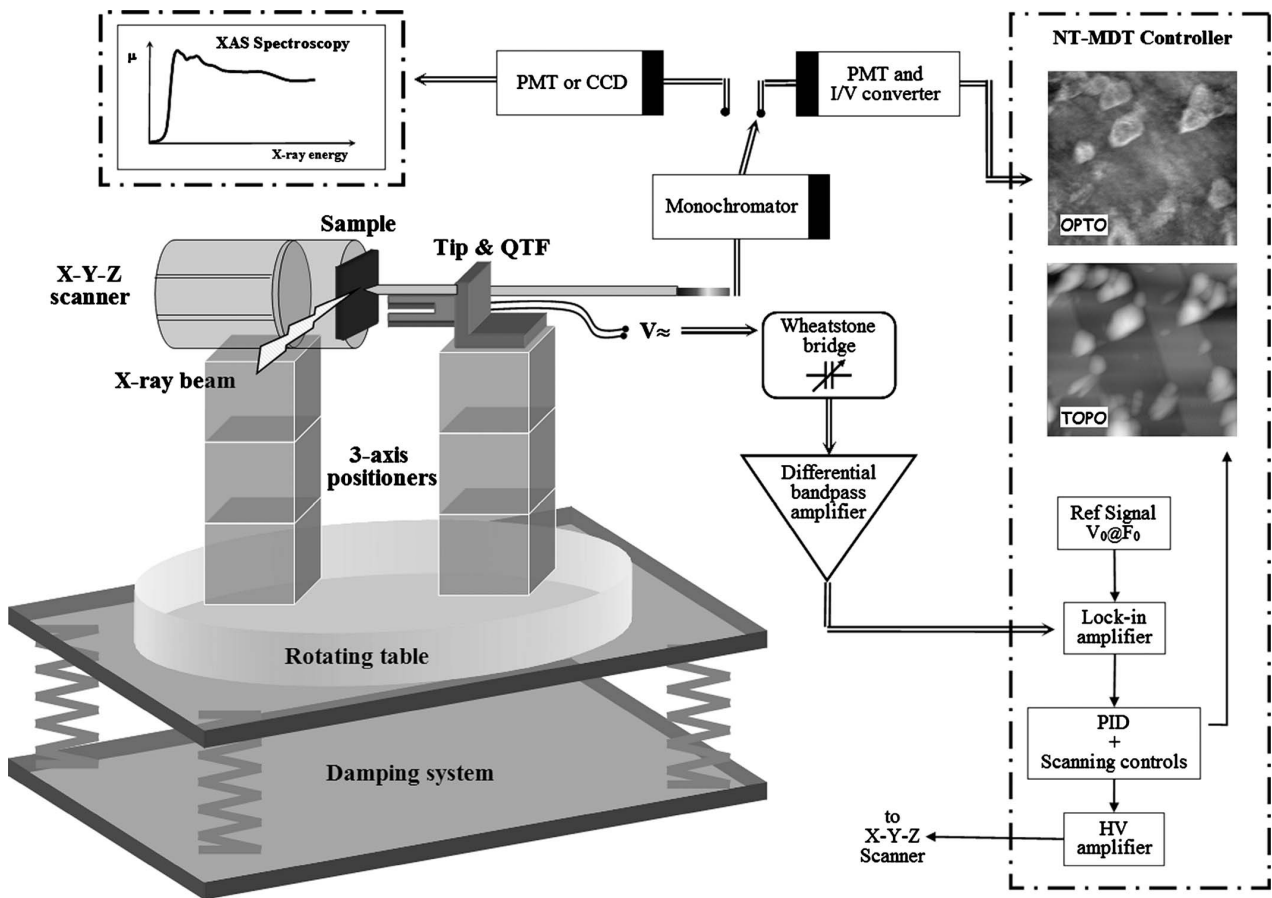 XAS Spectroscopy
μ
X-ray energy
PMT or CCD
PMT and
I/V converter
NT-MDT Controller
OPTO
Monochromator
Sample
Tip & QTF
X-Y-Z
scanner
V≈
Wheatstone
bridge
X-ray beam
TOPO
3-axis
positioners
Differential
bandpass
amplifier
Ref Signal
V₀@F₀
Lock-in
amplifier
Rotating table
PID
+
Scanning controls
Damping system
to
X-Y-Z
Scanner
HV
amplifier